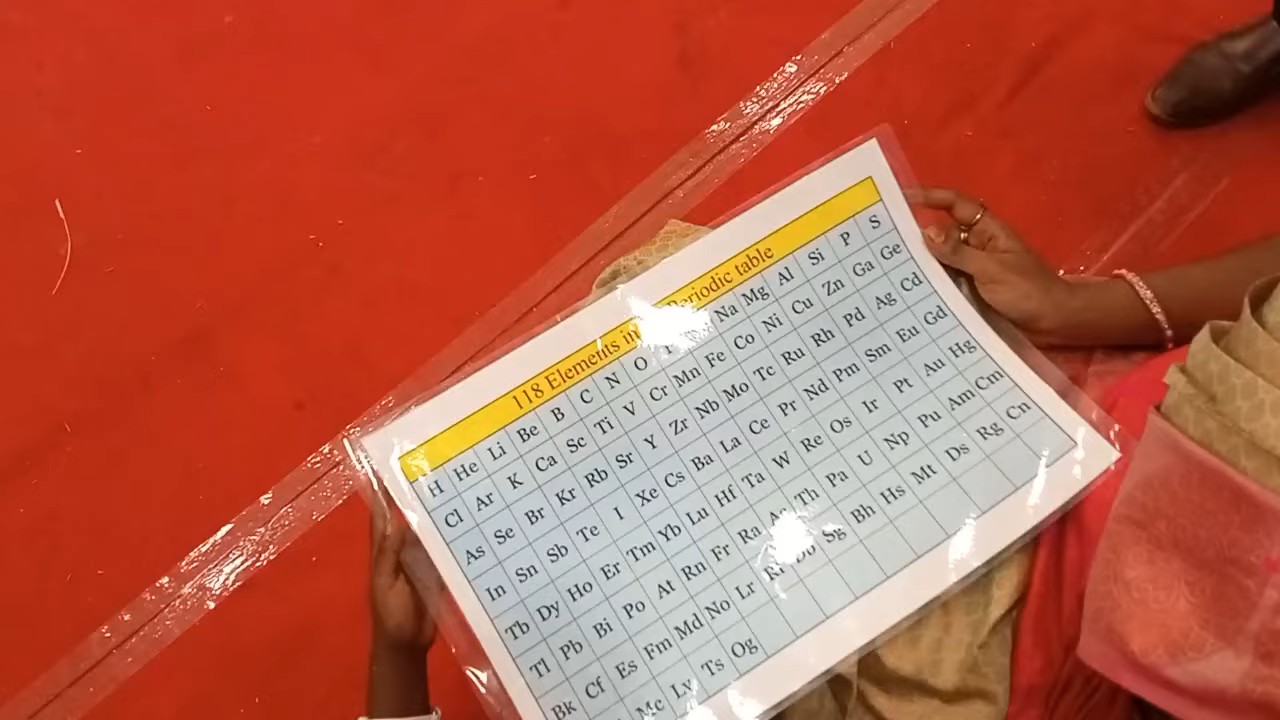 118 Elements in Periodic table
H He Li Be B C N O Na Mg Al Si P S
Cl Ar K Ca Sc Ti V Cr Mn Fe Co Ni Cu Zn Ga Ge
As Se Br Kr Rb Sr Y Zr Nb Mo Tc Ru Rh Pd Ag Cd
In Sn Sb Te I Xe Cs Ba La Ce Pr Nd Pm Sm Eu Gd
Tb Dy Ho Er Tm Yb Lu Hf Ta W Re Os Ir Pt Au Hg
Tl Pb Bi Po At Rn Fr Ra Ac Th Pa U Np Pu Am Cm
Bk Cf Es Fm Md No Lr Rf Db Sg Bh Hs Mt Ds Rg Cn
Mc Lv Ts Og